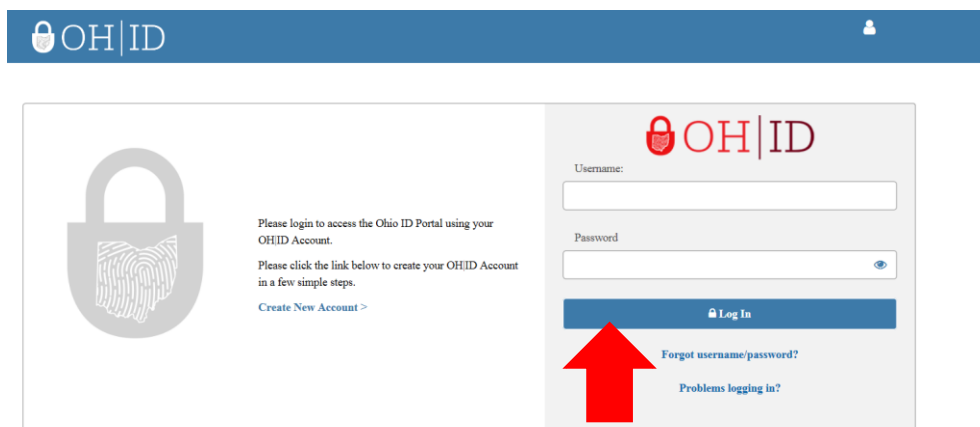 OH|ID
OH|ID
Username:
Please login to access the Ohio ID Portal using your
OH|ID Account.
Please click the link below to create your OH|ID Account
in a few simple steps.
Create New Account >
Password
Log In
Forgot username/password?
Problems logging in?